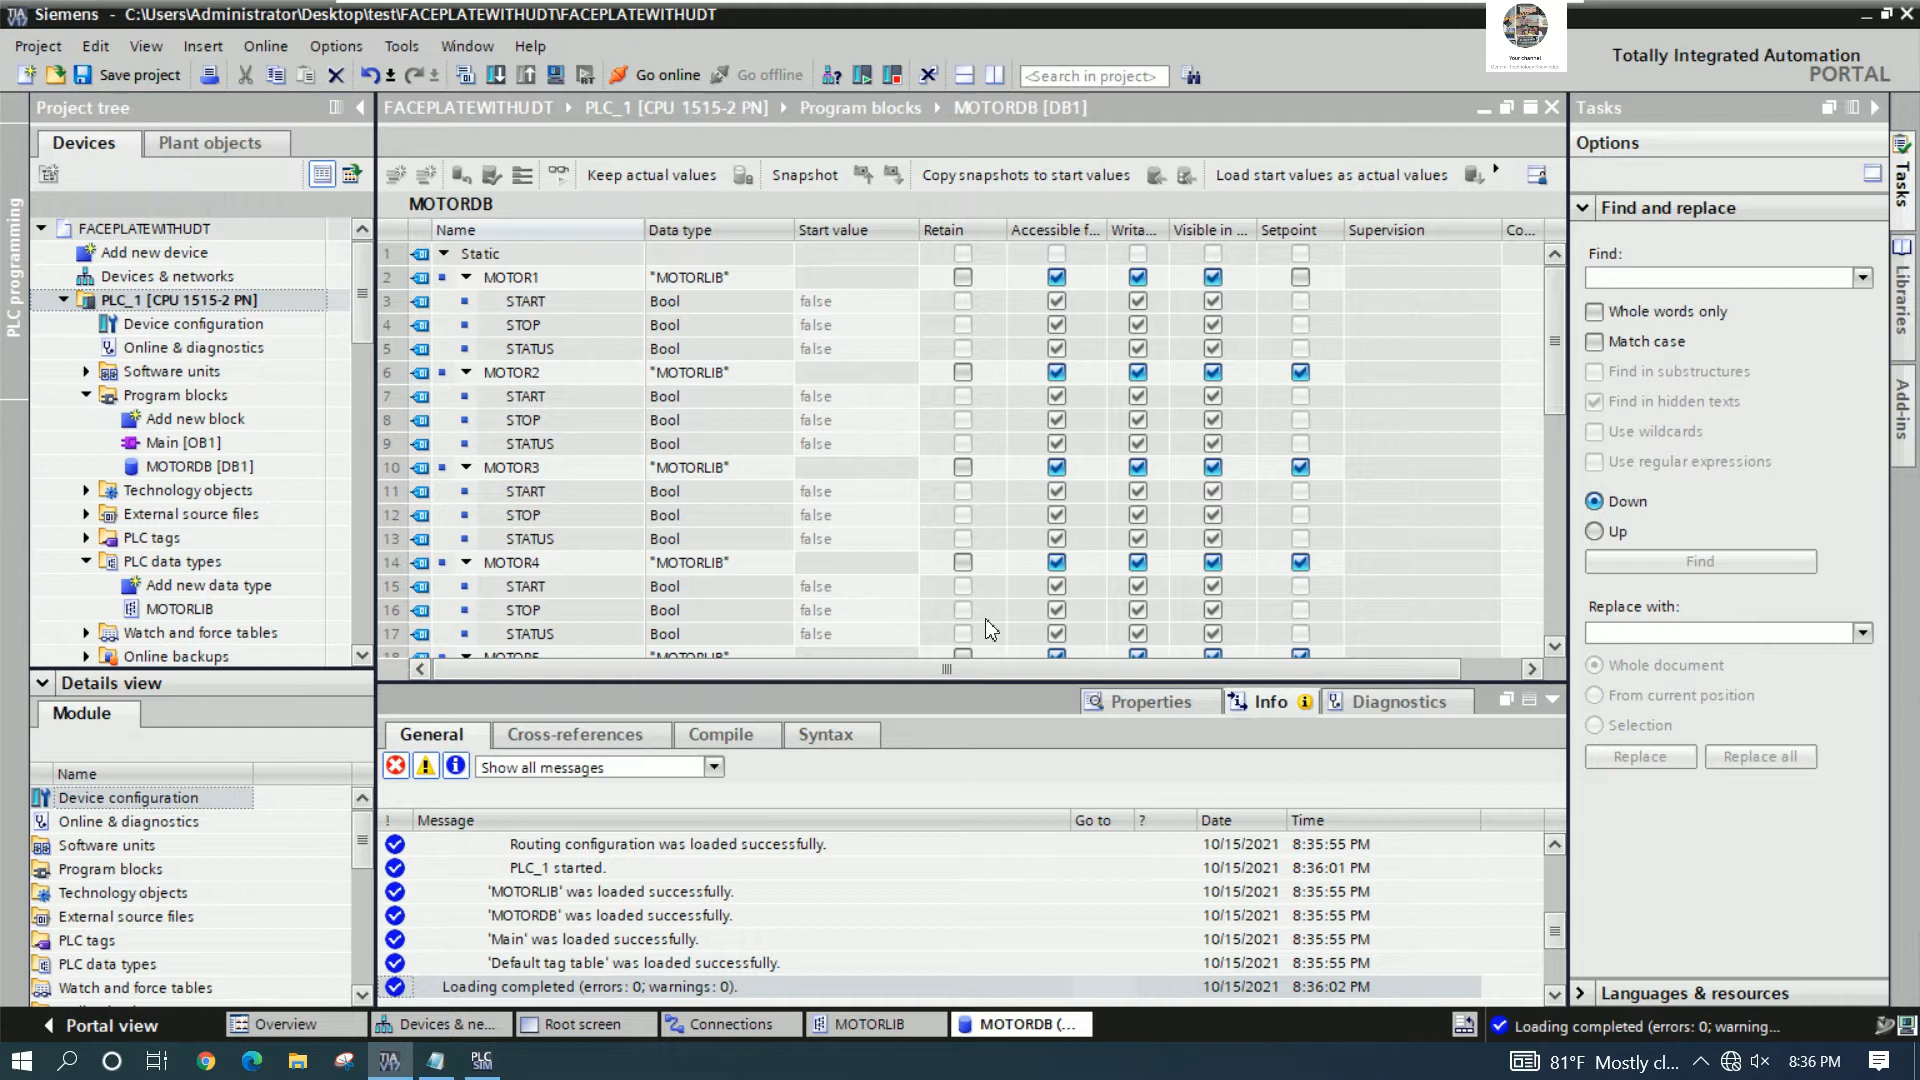 Siemens - C:\Users\Administrator\Desktop\test\FACEPLATEWITHUDT\FACEPLATEWITHUDT
Project Edit View Insert Online Options Tools Window Help
Totally Integrated Automation
PORTAL
Your channel
Save project
Go online
Go offline
<Search in project>
Project tree
Devices
Plant objects
PLC programming
FACEPLATEWITHUDT
Add new device
Devices & networks
PLC_1 [CPU 1515-2 PN]
Device configuration
Online & diagnostics
Software units
Program blocks
Add new block
Main [OB1]
MOTORDB [DB1]
Technology objects
External source files
PLC tags
PLC data types
Add new data type
MOTORLIB
Watch and force tables
Online backups
Details view
Module
Name
Device configuration
Online & diagnostics
Software units
Program blocks
Technology objects
External source files
PLC tags
PLC data types
Watch and force tables
FACEPLATEWITHUDT PLC_1 [CPU 1515-2 PN] Program blocks MOTORDB [DB1]
Keep actual values Snapshot Copy snapshots to start values Load start values as actual values
MOTORDB
Name Data type Start value Retain Accessible f... Writa... Visible in ... Setpoint Supervision Co...
1 Static
2 MOTOR1 "MOTORLIB"
3 START Bool false
4 STOP Bool false
5 STATUS Bool false
6 MOTOR2 "MOTORLIB"
7 START Bool false
8 STOP Bool false
9 STATUS Bool false
10 MOTOR3 "MOTORLIB"
11 START Bool false
12 STOP Bool false
13 STATUS Bool false
14 MOTOR4 "MOTORLIB"
15 START Bool false
16 STOP Bool false
17 STATUS Bool false
18 MOTOR5 "MOTORLIB"
Properties Info Diagnostics
General Cross-references Compile Syntax
Show all messages
! Message Go to ? Date Time
Routing configuration was loaded successfully. 10/15/2021 8:35:55 PM
PLC_1 started. 10/15/2021 8:36:01 PM
'MOTORLIB' was loaded successfully. 10/15/2021 8:35:55 PM
'MOTORDB' was loaded successfully. 10/15/2021 8:35:55 PM
'Main' was loaded successfully. 10/15/2021 8:35:55 PM
'Default tag table' was loaded successfully. 10/15/2021 8:35:55 PM
Loading completed (errors: 0; warnings: 0). 10/15/2021 8:36:02 PM
Tasks
Options
Find and replace
Find:
Whole words only
Match case
Find in substructures
Find in hidden texts
Use wildcards
Use regular expressions
Down
Up
Find
Replace with:
Whole document
From current position
Selection
Replace
Replace all
Languages & resources
Tasks
Libraries
Add-ins
Portal view
Overview
Devices & ne...
Root screen
Connections
MOTORLIB
MOTORDB (...
Loading completed (errors: 0; warning...
TIA
V17
PLC
SIM
81°F Mostly cl...
8:36 PM